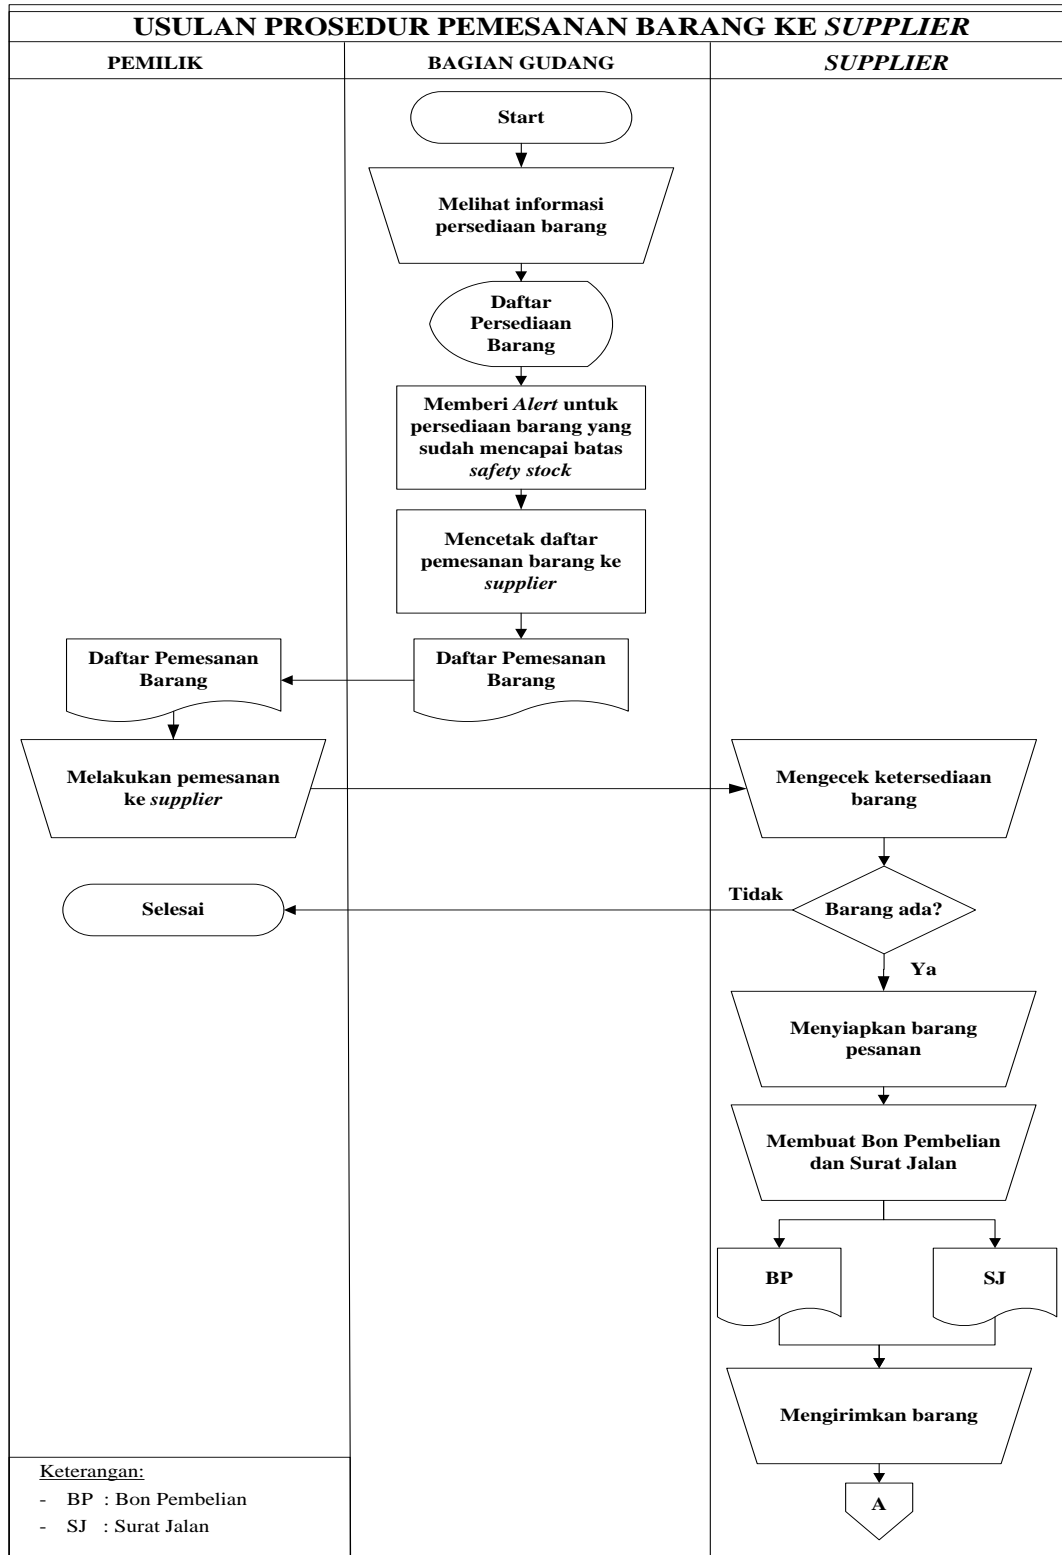 USULAN PROSEDUR PEMESANAN BARANG KE SUPPLIER
PEMILIK
BAGIAN GUDANG
SUPPLIER
Start
Melihat informasi
persediaan barang
Daftar
Persediaan
Barang
Memberi Alert untuk
persediaan barang yang
sudah mencapai batas
safety stock
Mencetak daftar
pemesanan barang ke
supplier
Daftar Pemesanan
Barang
Daftar Pemesanan
Barang
Melakukan pemesanan
ke supplier
Mengecek ketersediaan
barang
Barang ada?
Tidak
Selesai
Ya
Menyiapkan barang
pesanan
Membuat Bon Pembelian
dan Surat Jalan
BP
SJ
Mengirimkan barang
A
Keterangan:
- BP : Bon Pembelian
- SJ : Surat Jalan